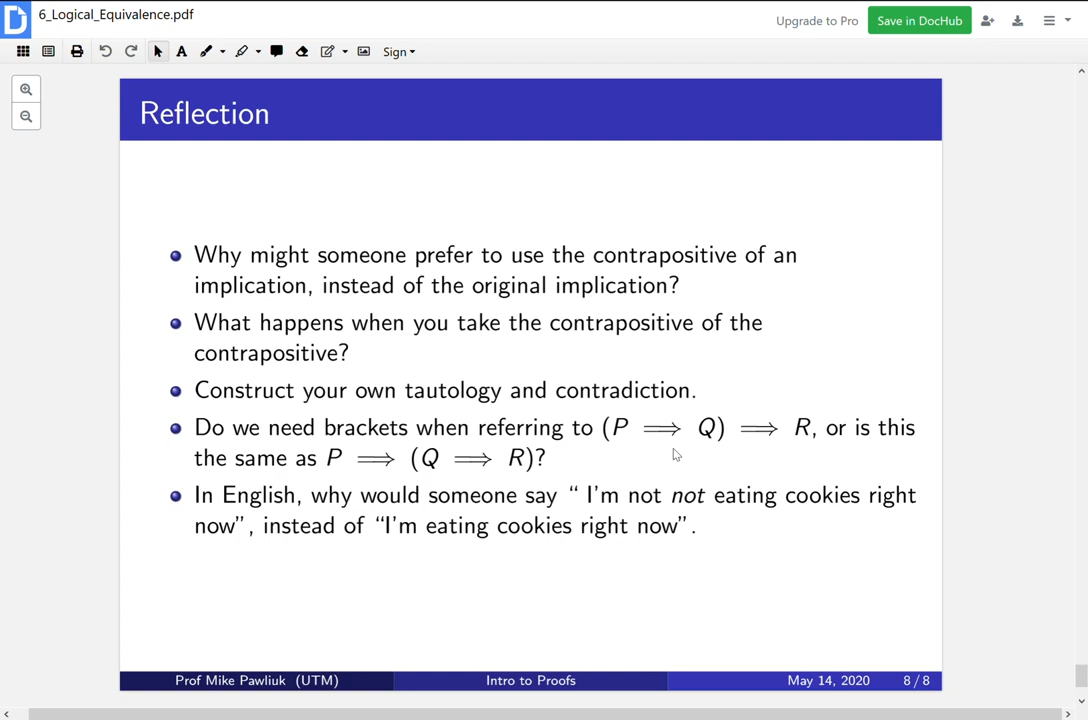 6_Logical_Equivalence.pdf
Upgrade to Pro
Save in DocHub
A
Sign
Reflection
Why might someone prefer to use the contrapositive of an
implication, instead of the original implication?
What happens when you take the contrapositive of the
contrapositive?
Construct your own tautology and contradiction.
Do we need brackets when referring to (P ⟹ Q) ⟹ R, or is this
the same as P ⟹ (Q ⟹ R)?
In English, why would someone say “ I'm not not eating cookies right
now”, instead of “I'm eating cookies right now”.
Prof Mike Pawliuk (UTM)
Intro to Proofs
May 14, 2020
8 / 8